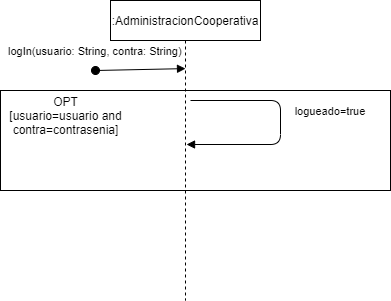 :AdministracionCooperativa
logIn(usuario: String, contra: String)
OPT
[usuario=usuario and
contra=contrasenia]
logueado=true